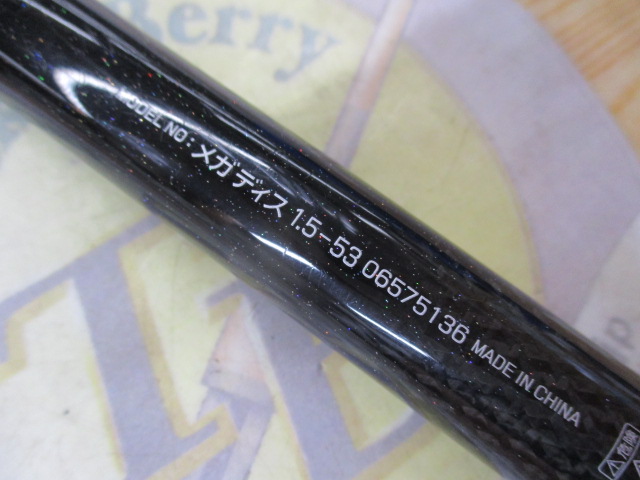 Berry
MODEL NO: メガディス 1.5-53 06575136 MADE IN CHINA